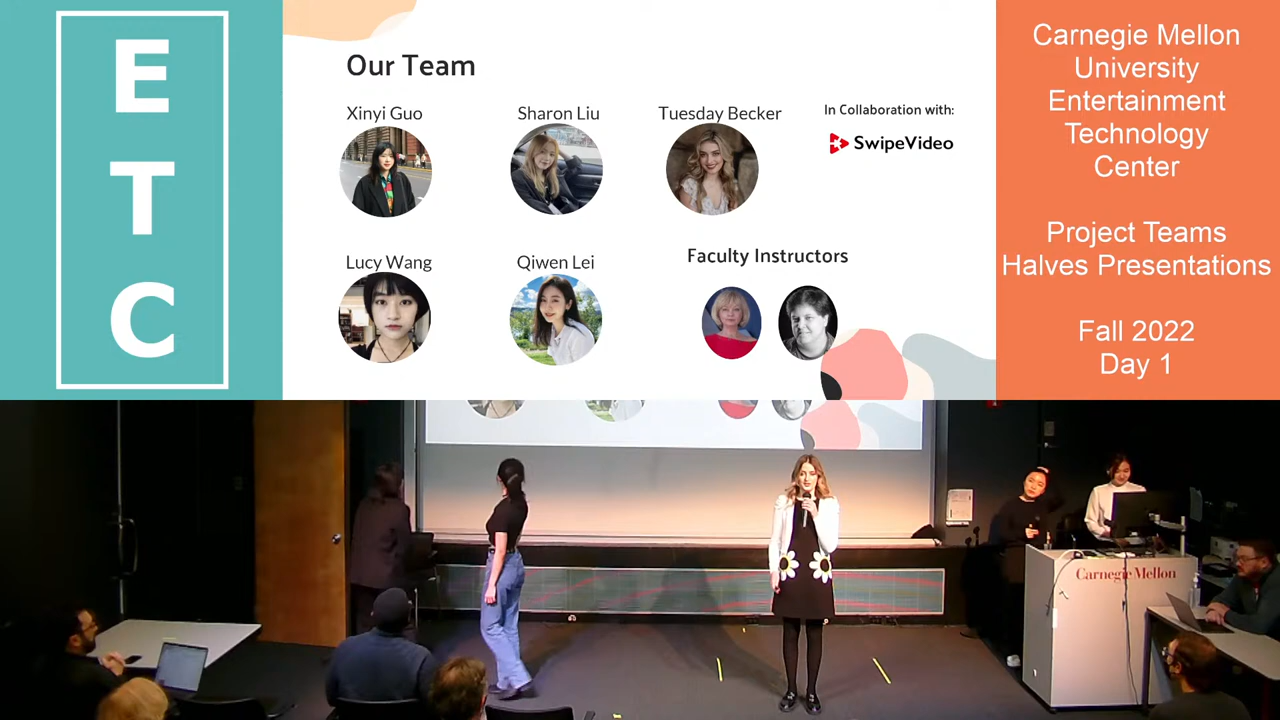 E
T
C
Our Team
Xinyi Guo
Sharon Liu
Tuesday Becker
In Collaboration with:
SwipeVideo
Lucy Wang
Qiwen Lei
Faculty Instructors
Carnegie Mellon
University
Entertainment
Technology
Center
Project Teams
Halves Presentations
Fall 2022
Day 1
Carnegie Mellon